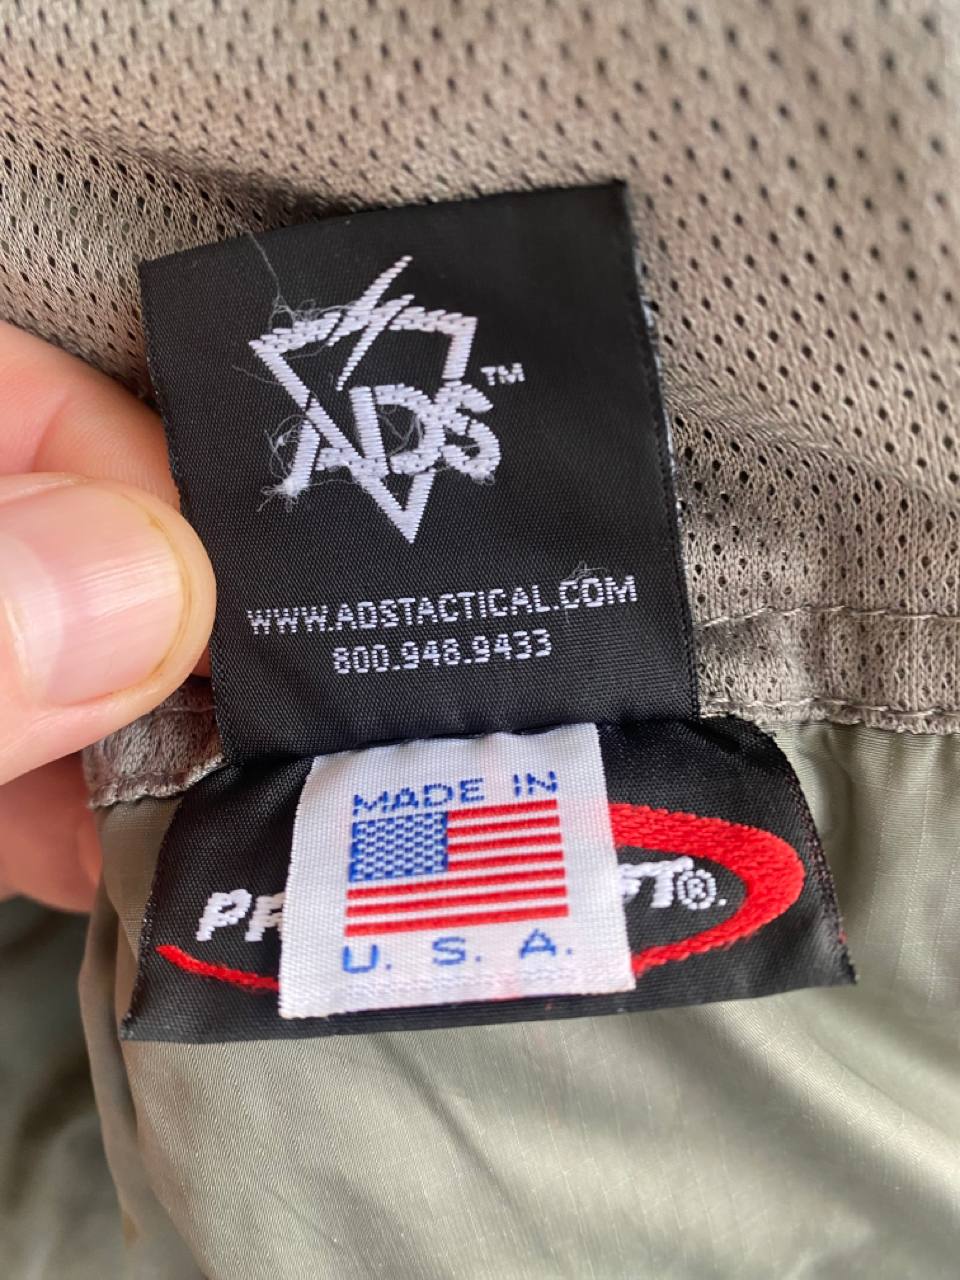 ADS™
WWW.ADSTACTICAL.COM
800.948.9433
MADE IN
U. S. A.